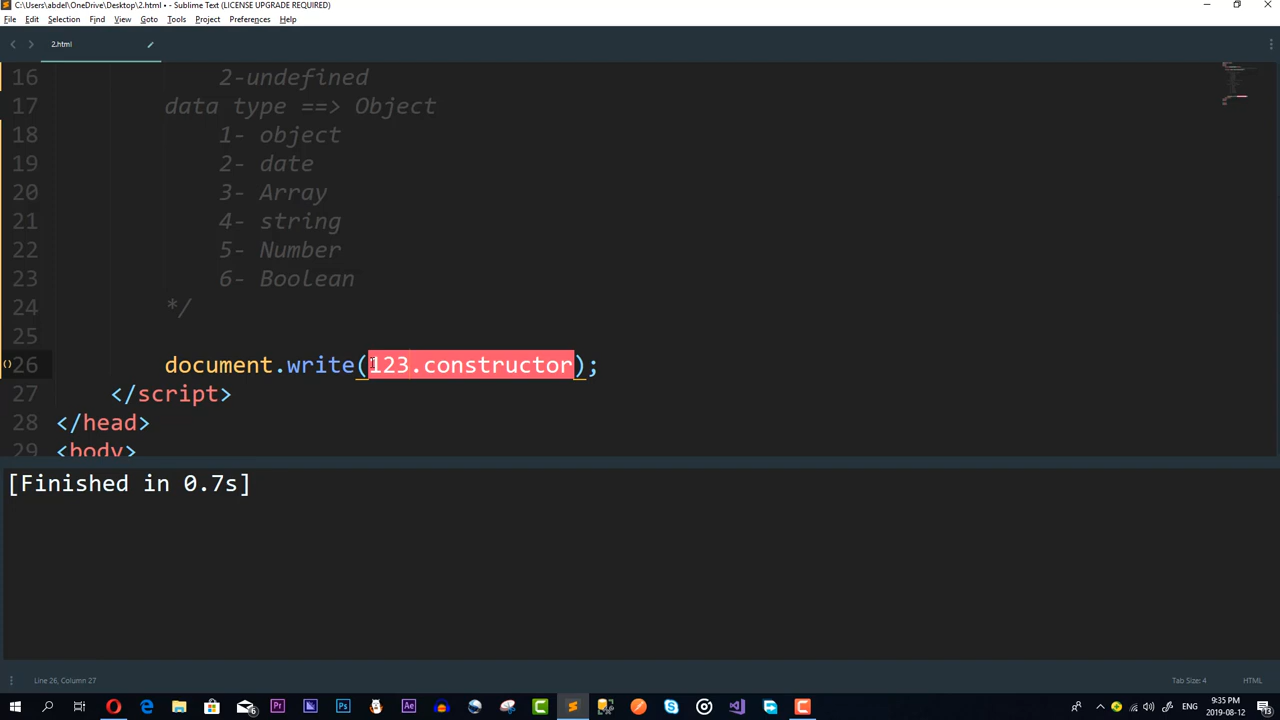 C:\Users\abdel\OneDrive\Desktop\2.html • - Sublime Text (LICENSE UPGRADE REQUIRED)
File Edit Selection Find View Goto Tools Project Preferences Help
2.html
16 2-undefined
17 data type ==> Object
18 1- object
19 2- date
20 3- Array
21 4- string
22 5- Number
23 6- Boolean
24 */
25
26 document.write(123.constructor);
27 </script>
28 </head>
29 <body>
[Finished in 0.7s]
Line 26, Column 27 Tab Size: 4 HTML
6 Pr Ps Ae ENG 9:35 PM
2019-08-12